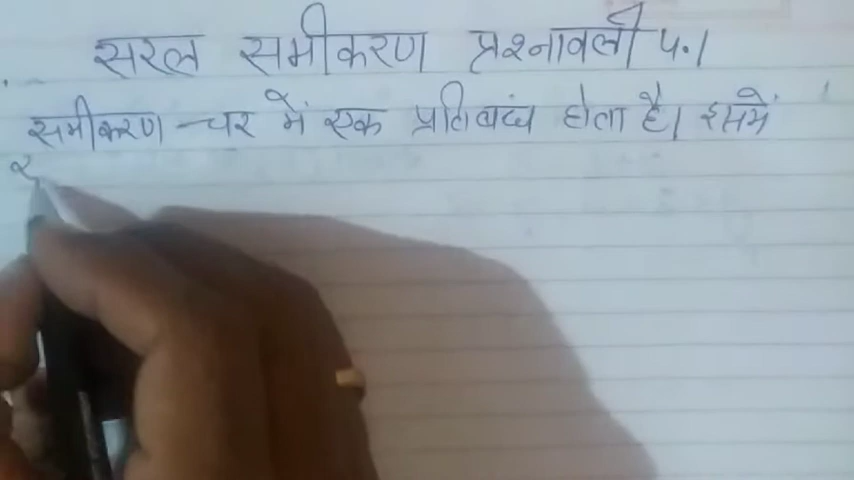 सरल समीकरण प्रश्नावली 4.1
समीकरण - चर में एक प्रतिबंध होता है। इसमें